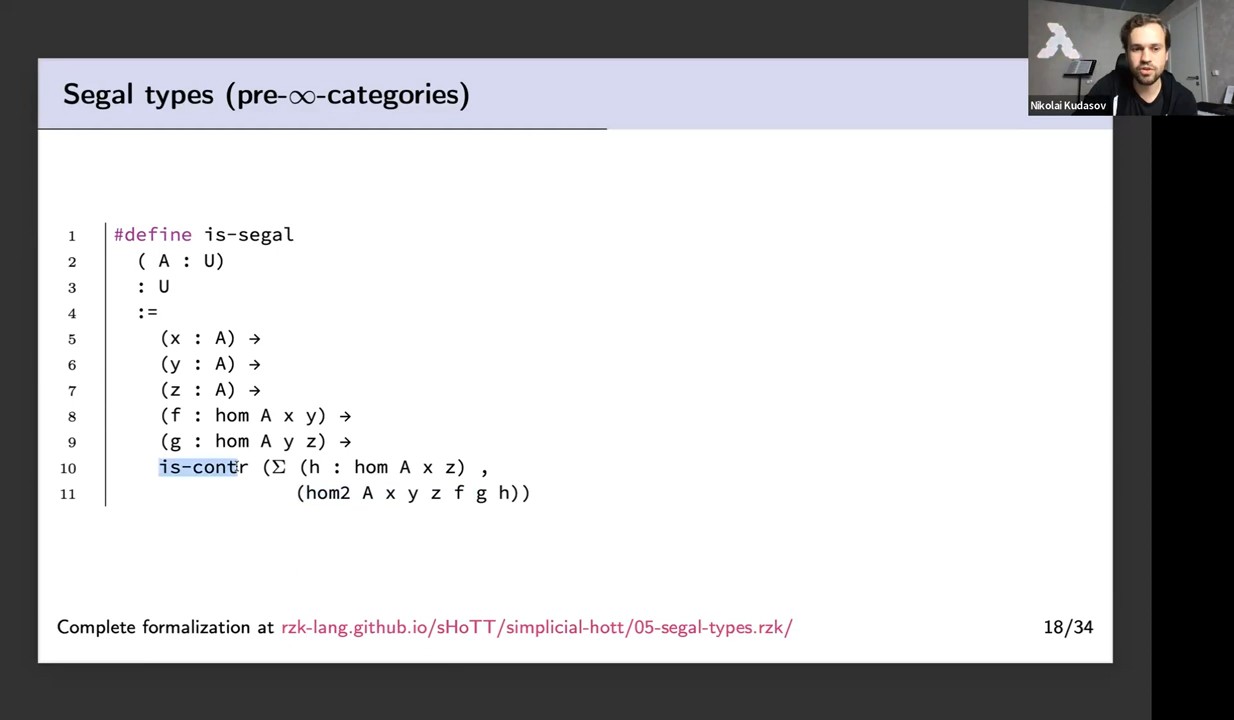 Segal types (pre-∞-categories)
Nikolai Kudasov
1 #define is-segal
2 ( A : U)
3 : U
4 :=
5 (x : A) →
6 (y : A) →
7 (z : A) →
8 (f : hom A x y) →
9 (g : hom A y z) →
10 is-contr (Σ (h : hom A x z) ,
11 (hom2 A x y z f g h))
Complete formalization at rzk-lang.github.io/sHoTT/simplicial-hott/05-segal-types.rzk/
18/34